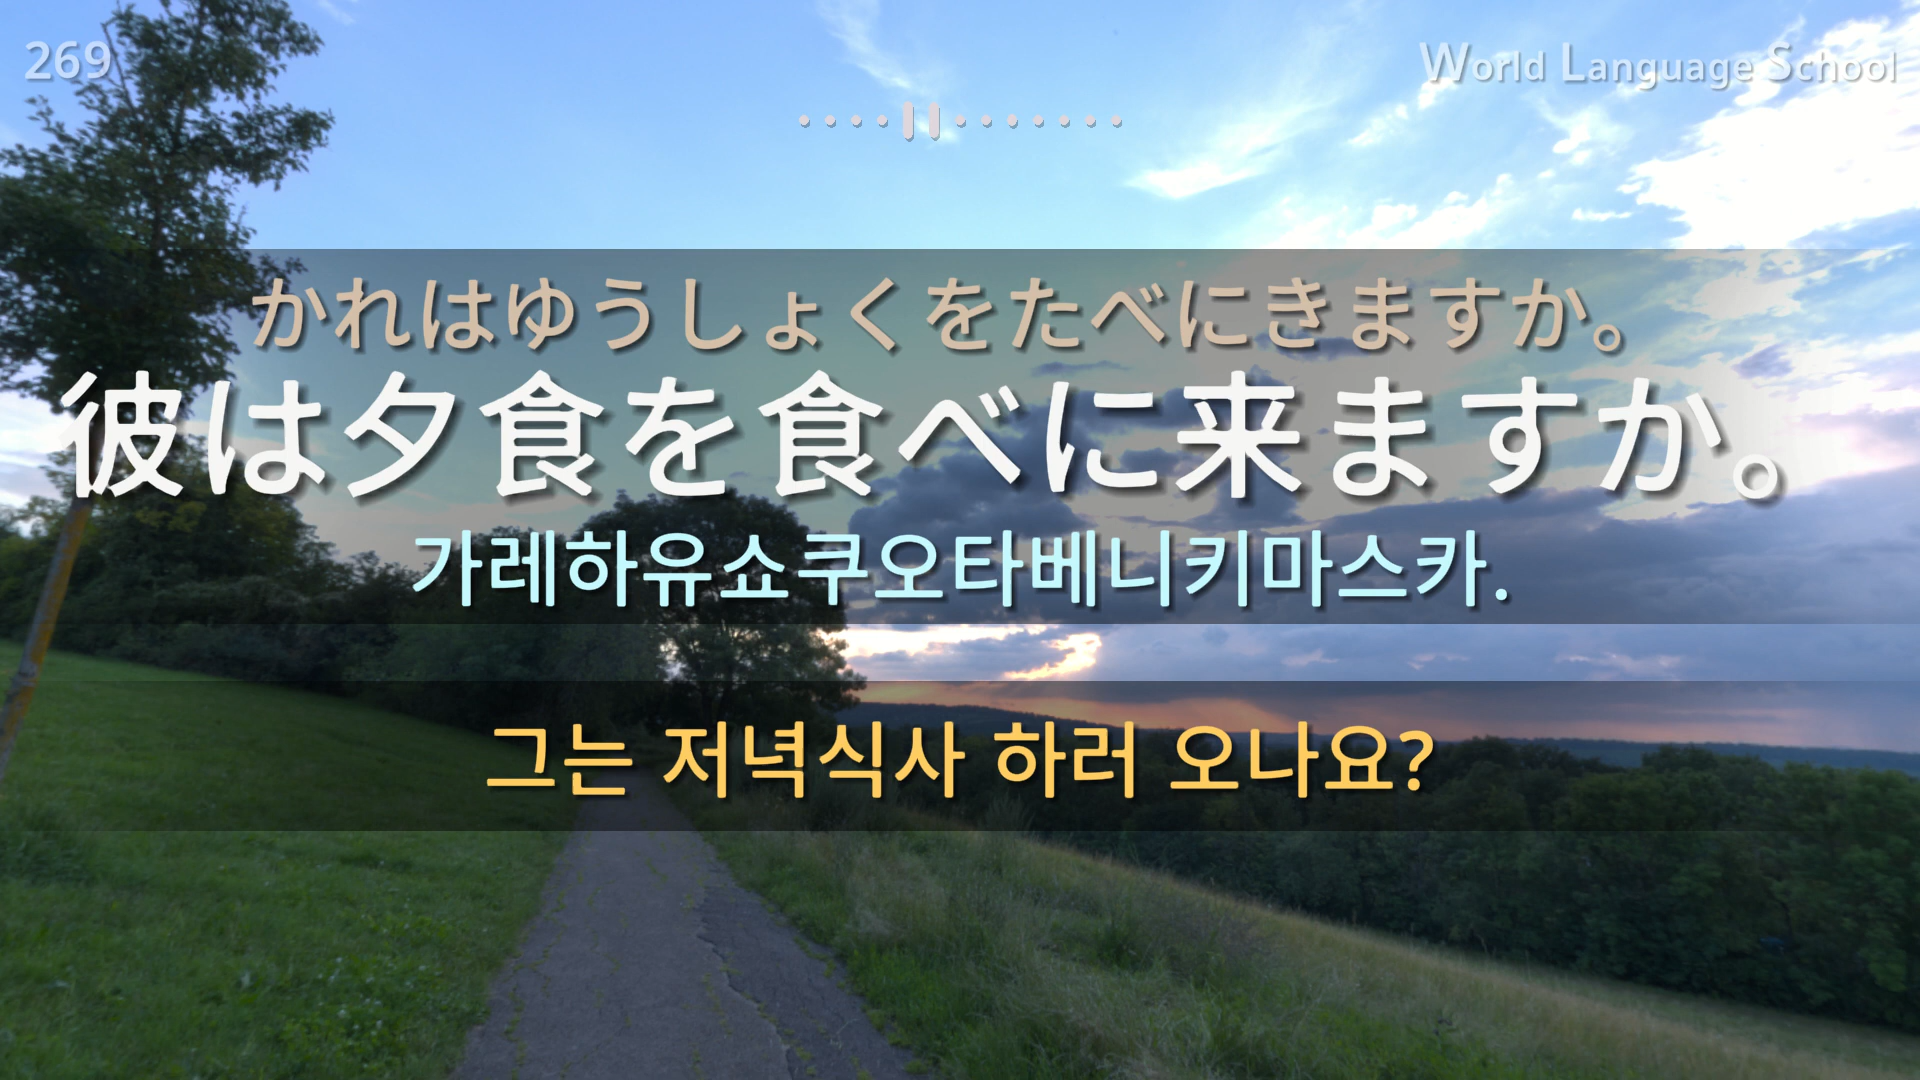 269
World Language School
かれはゆうしょくをたべにきますか。
彼は夕食を食べに来ますか。
가레하유쇼쿠오타베니키마스카.
그는 저녁식사 하러 오나요?